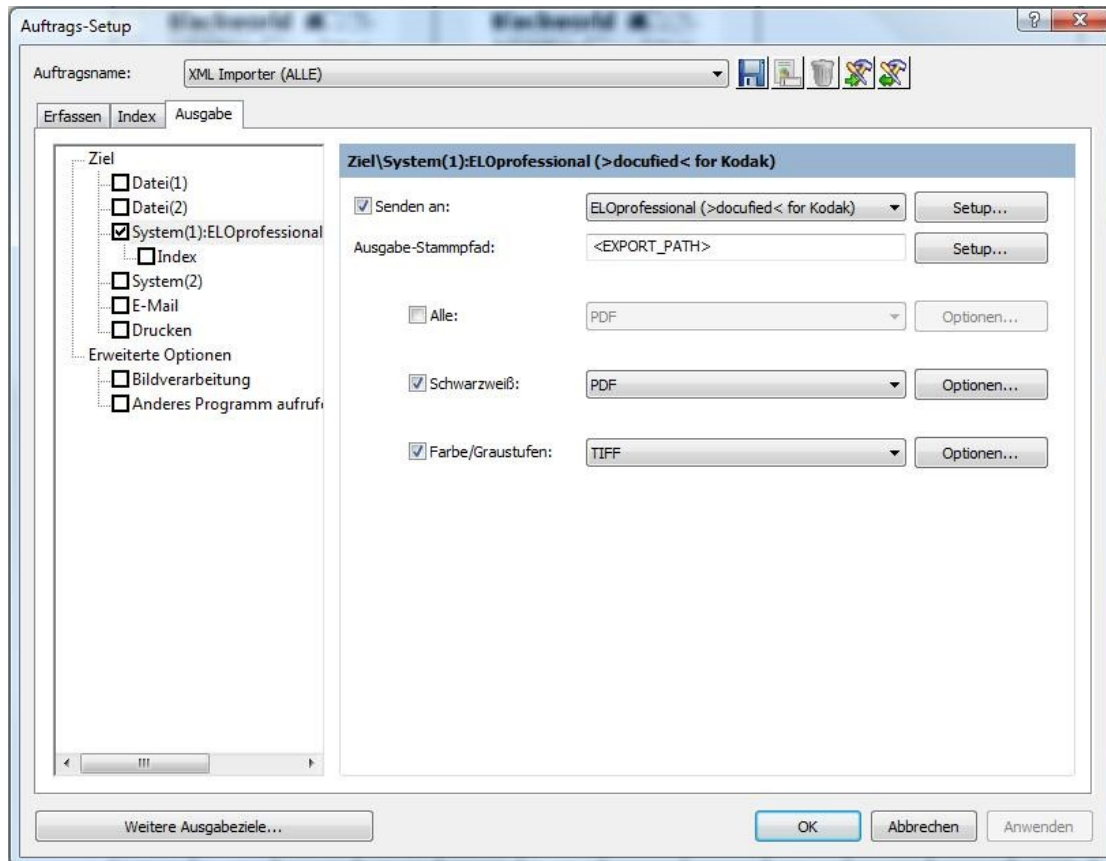 Auftrags-Setup
Auftragsname: XML Importer (ALLE)
Erfassen Index Ausgabe
Ziel
Datei(1)
Datei(2)
System(1):ELOprofessional
Index
System(2)
E-Mail
Drucken
Erweiterte Optionen
Bildverarbeitung
Anderes Programm aufrufe
Ziel\System(1):ELOprofessional (>docufied< for Kodak)
Senden an: ELOprofessional (>docufied< for Kodak) Setup...
Ausgabe-Stammpfad: <EXPORT_PATH> Setup...
Alle: PDF Optionen...
Schwarzweiß: PDF Optionen...
Farbe/Graustufen: TIFF Optionen...
Weitere Ausgabeziele... OK Abbrechen Anwenden